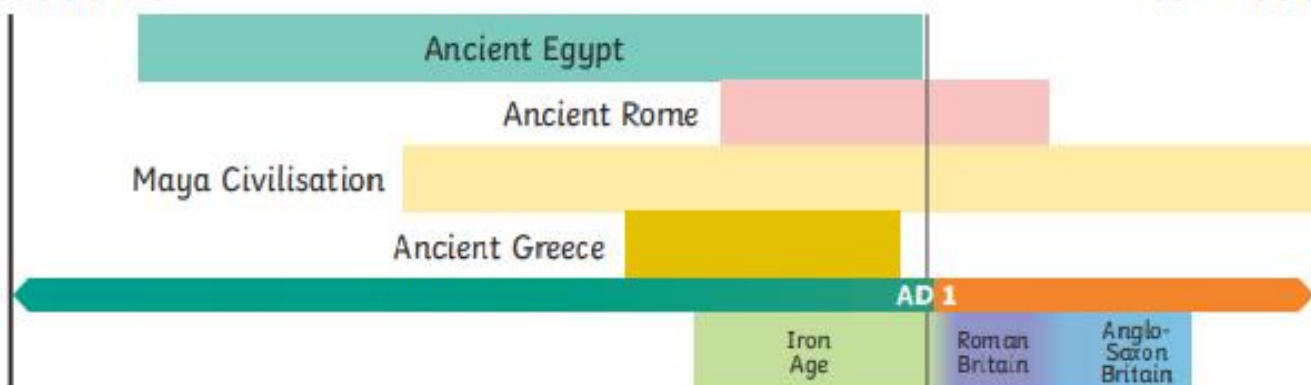 Ancient Egypt
Ancient Rome
Maya Civilisation
Ancient Greece
AD 1
Iron
Age
Roman
Britain
Anglo-
Saxon
Britain